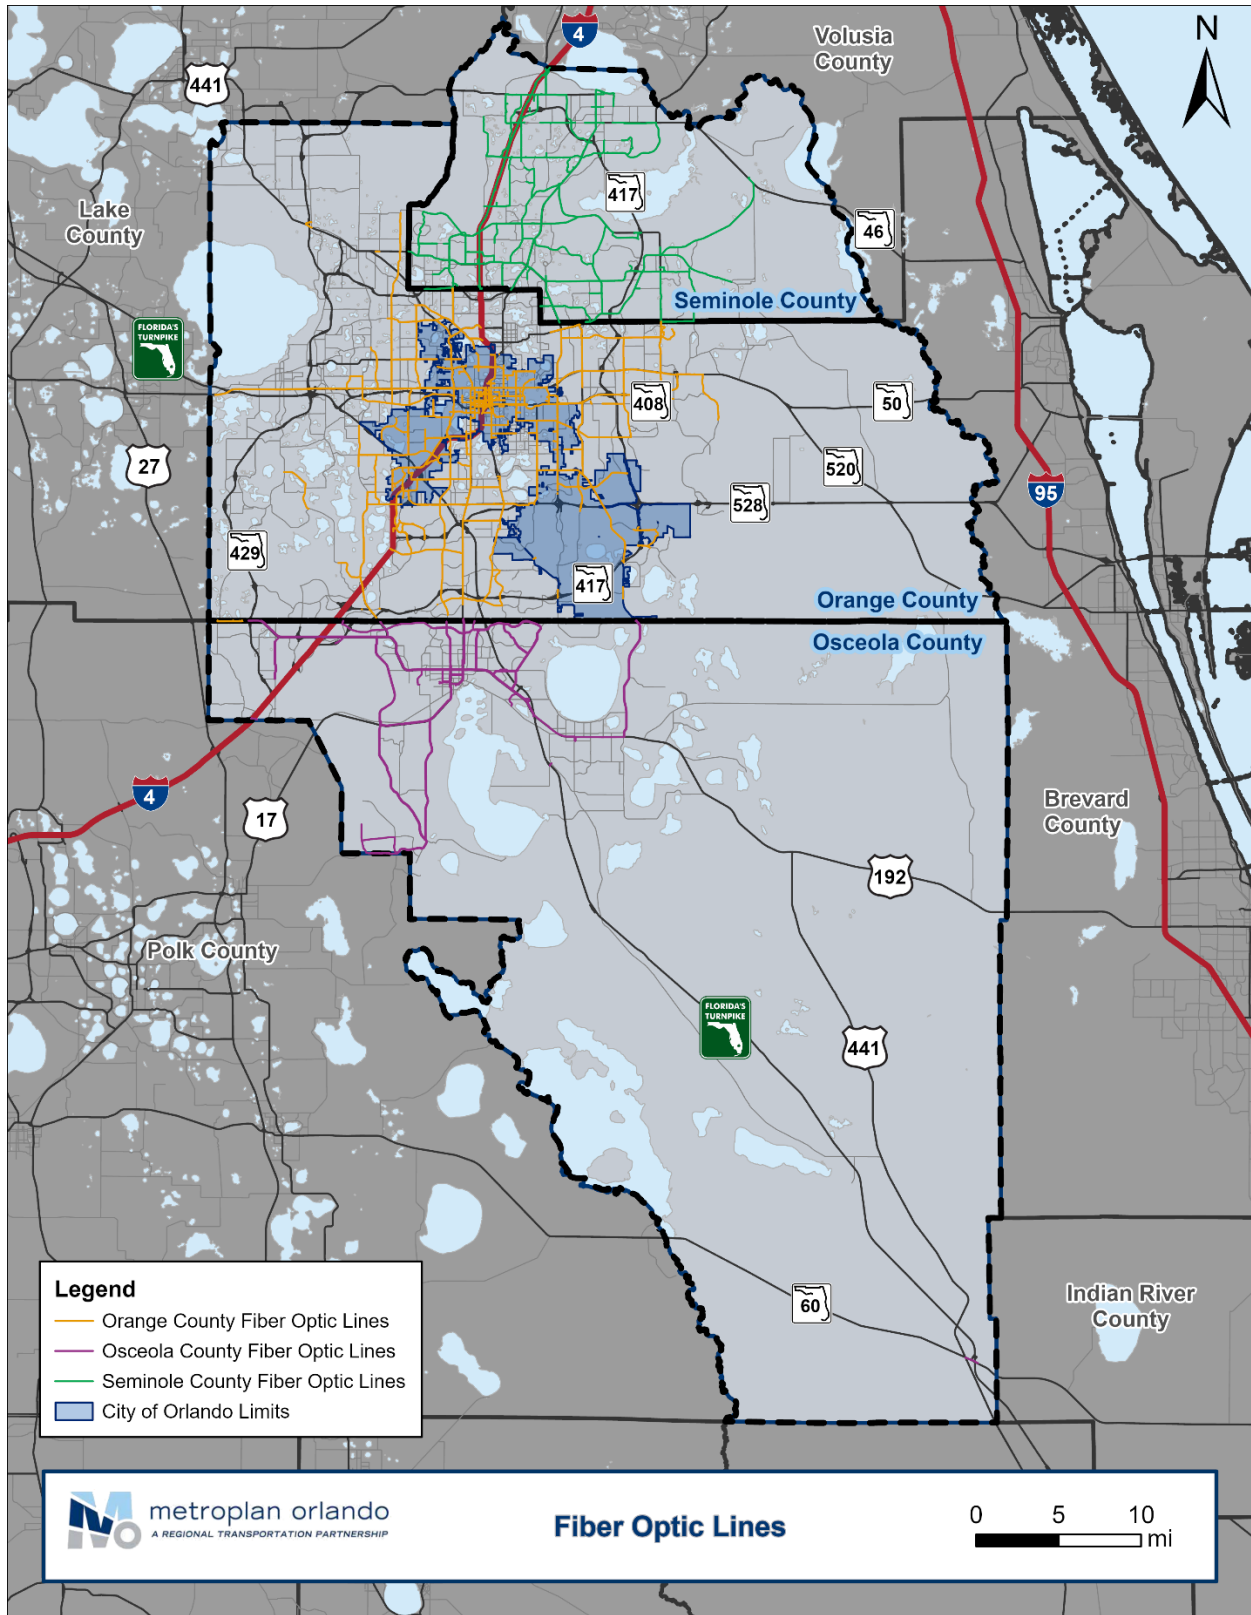 N
4
Volusia
County
441
Lake
County
417
46
Seminole County
FLORIDA'S
TURNPIKE
408
50
27
520
95
528
429
417
Orange County
Osceola County
4
17
Brevard
County
192
Polk County
FLORIDA'S
TURNPIKE
441
60
Indian River
County
Legend
Orange County Fiber Optic Lines
Osceola County Fiber Optic Lines
Seminole County Fiber Optic Lines
City of Orlando Limits
metroplan orlando
A REGIONAL TRANSPORTATION PARTNERSHIP
Fiber Optic Lines
0 5 10
mi